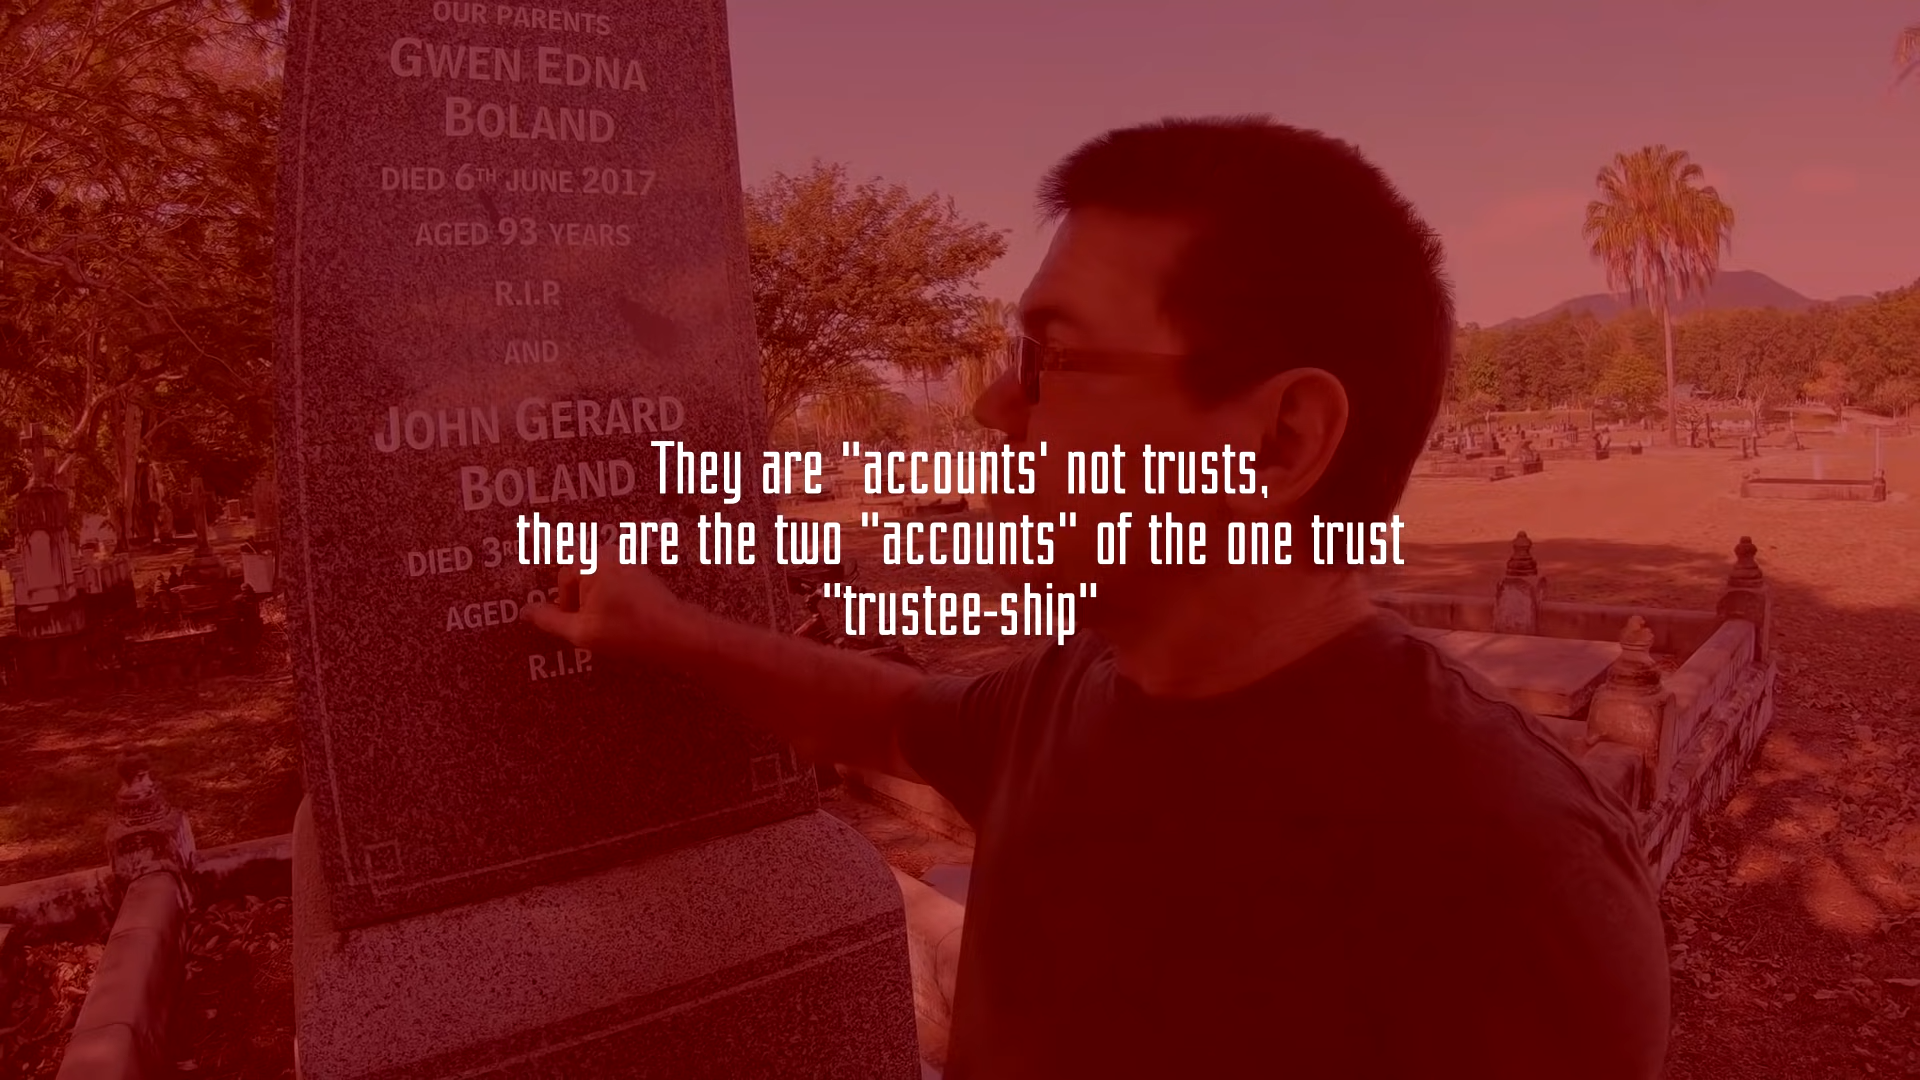 OUR PARENTS
GWEN EDNA
BOLAND
DIED 6TH JUNE 2017
AGED 93 YEARS
R.I.P.
AND
JOHN GERARD
BOLAND
DIED 3RD
AGED
R.I.P.
They are "accounts' not trusts,
they are the two "accounts" of the one trust
"trustee-ship"